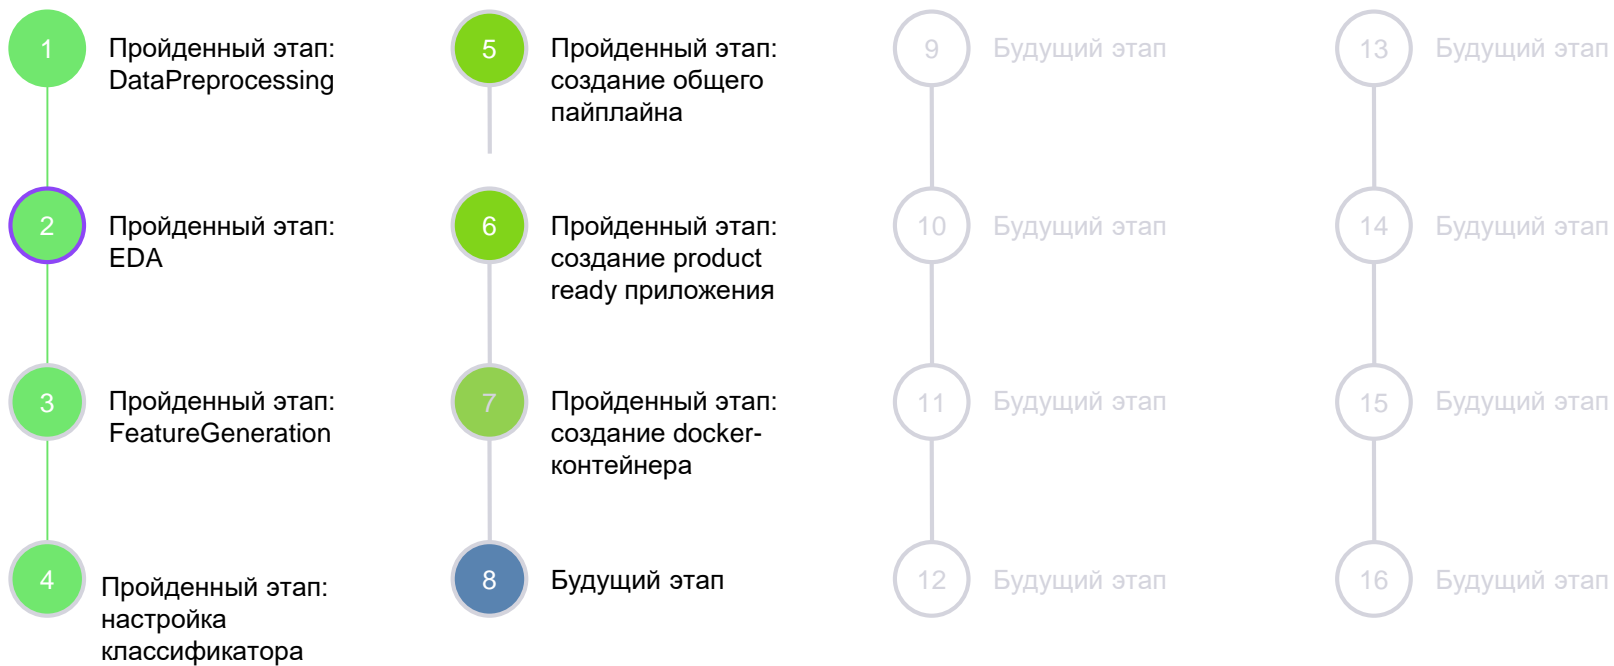 1
Пройденный этап:
DataPreprocessing
2
Пройденный этап:
EDA
3
Пройденный этап:
FeatureGeneration
4
Пройденный этап:
настройка
классификатора
5
Пройденный этап:
создание общего
пайплайна
6
Пройденный этап:
создание product
ready приложения
7
Пройденный этап:
создание docker-
контейнера
8
Будущий этап
9
Будущий этап
10
Будущий этап
11
Будущий этап
12
Будущий этап
13
Будущий этап
14
Будущий этап
15
Будущий этап
16
Будущий этап